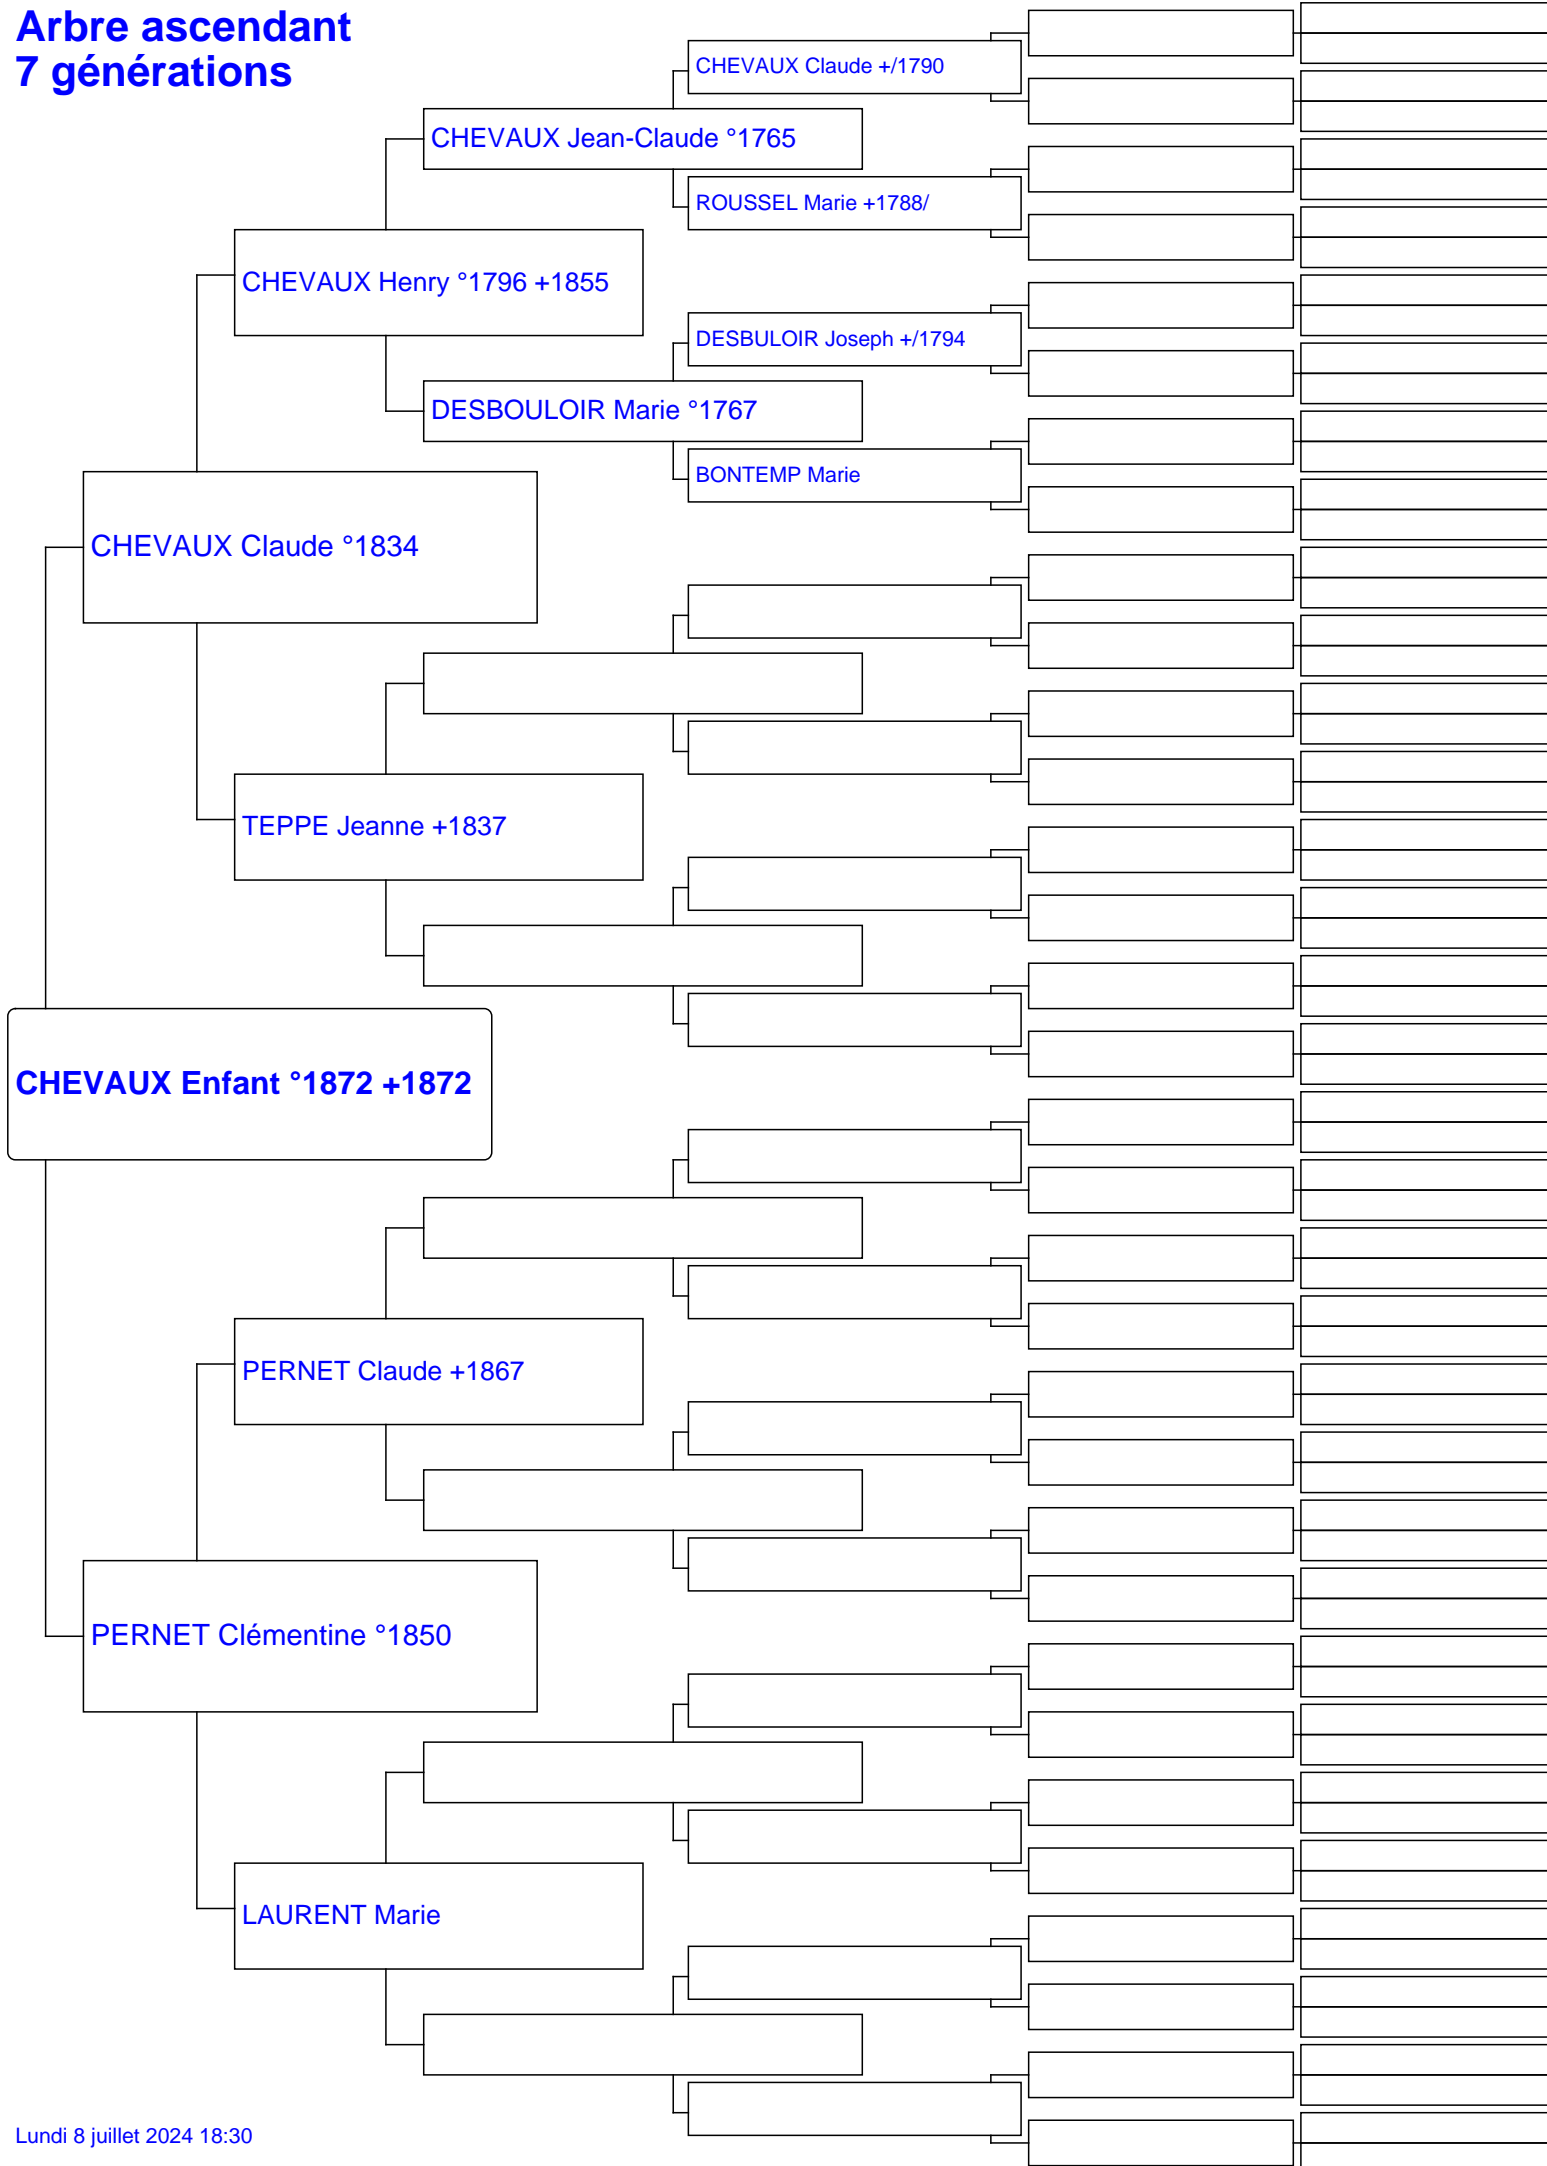 Arbre ascendant
7 générations
CHEVAUX Claude +/1790
CHEVAUX Jean-Claude °1765
ROUSSEL Marie +1788/
CHEVAUX Henry °1796 +1855
DESBULOIR Joseph +/1794
DESBOULOIR Marie °1767
BONTEMP Marie
CHEVAUX Claude °1834
TEPPE Jeanne +1837
CHEVAUX Enfant °1872 +1872
PERNET Claude +1867
PERNET Clémentine °1850
LAURENT Marie
Lundi 8 juillet 2024 18:30